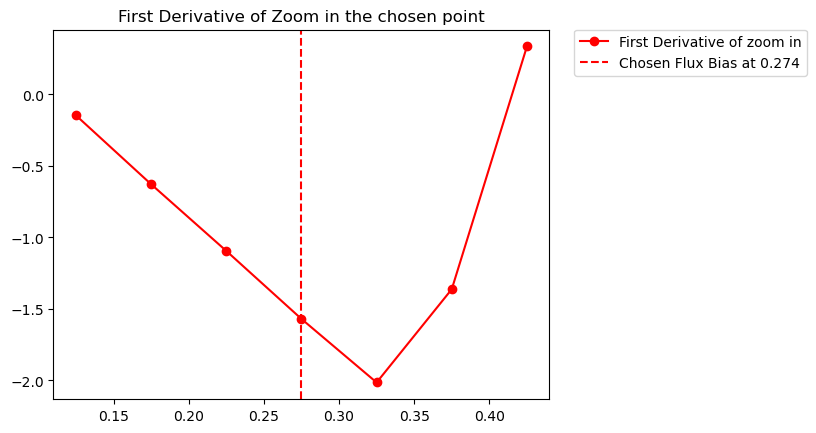 First Derivative of Zoom in the chosen point
First Derivative of zoom in
Chosen Flux Bias at 0.274
0.0
−0.5
−1.0
−1.5
−2.0
0.15 0.20 0.25 0.30 0.35 0.40